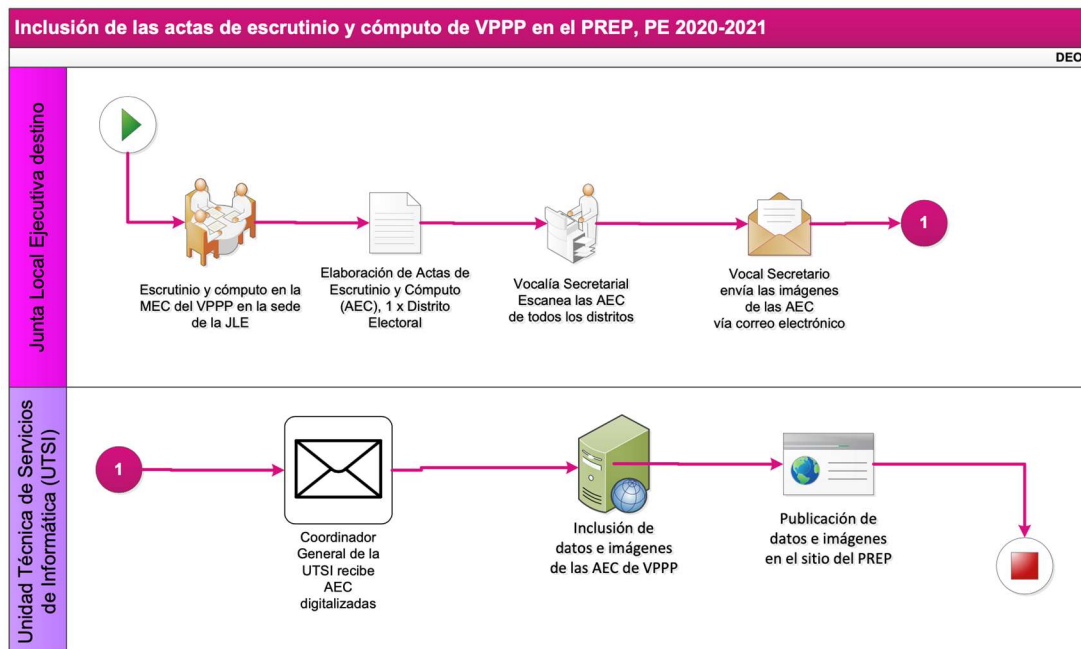 Inclusión de las actas de escrutinio y cómputo de VPPP en el PREP, PE 2020-2021
DEO
Junta Local Ejecutiva destino
Escrutinio y cómputo en la
MEC del VPPP en la sede
de la JLE
Elaboración de Actas de
Escrutinio y Cómputo
(AEC), 1 x Distrito
Electoral
Vocalía Secretarial
Escanea las AEC
de todos los distritos
Vocal Secretario
envía las imágenes
de las AEC
vía correo electrónico
1
Unidad Técnica de Servicios
de Informática (UTSI)
1
Coordinador
General de la
UTSI recibe
AEC
digitalizadas
Inclusión de
datos e imágenes
de las AEC de VPPP
Publicación de
datos e imágenes
en el sitio del PREP